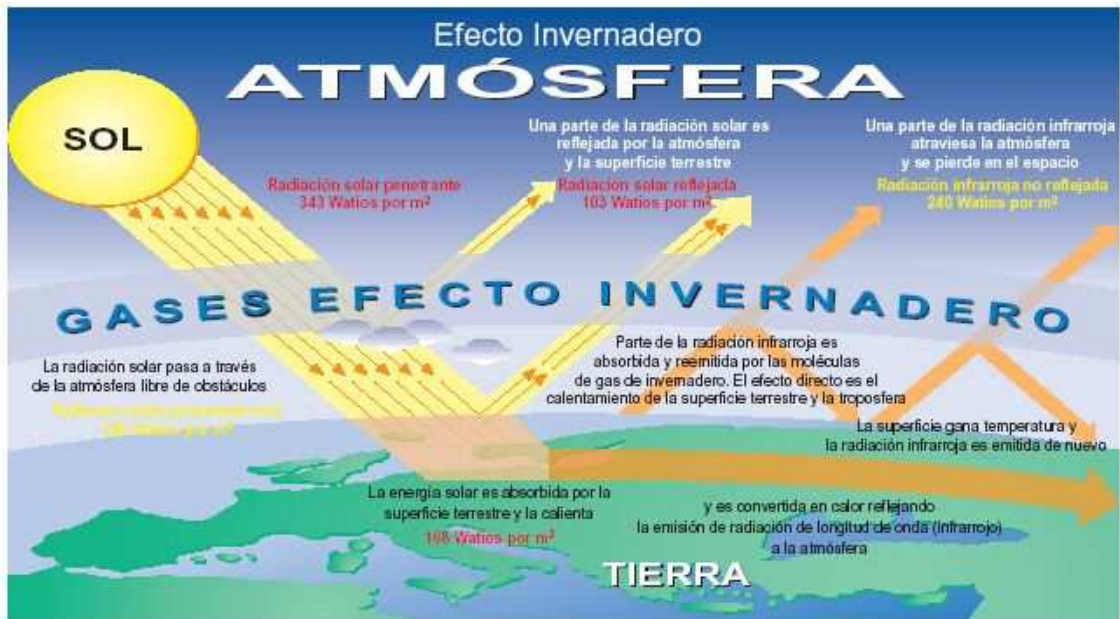 Efecto Invernadero
ATMÓSFERA
SOL
Una parte de la radiación solar es
reflejada por la atmósfera
y la superficie terrestre
Radiación solar reflejada
103 Watios por m²
Una parte de la radiación infrarroja
atraviesa la atmósfera
y se pierde en el espacio
Radiación infrarroja no reflejada
240 Watios por m²
Radiación solar penetrante
343 Watios por m²
GASES EFECTO INVERNADERO
La radiación solar pasa a través
de la atmósfera libre de obstáculos
Watios por m²
Parte de la radiación infrarroja es
absorbida y reemitida por las moléculas
de gas de invernadero. El efecto directo es el
calentamiento de la superficie terrestre y la troposfera
La superficie gana temperatura y
la radiación infrarroja es emitida de nuevo
La energía solar es absorbida por la
superficie terrestre y la calienta
168 Watios por m²
y es convertida en calor reflejando
la emisión de radiación de longitud de onda (infrarrojo)
a la atmósfera
TIERRA